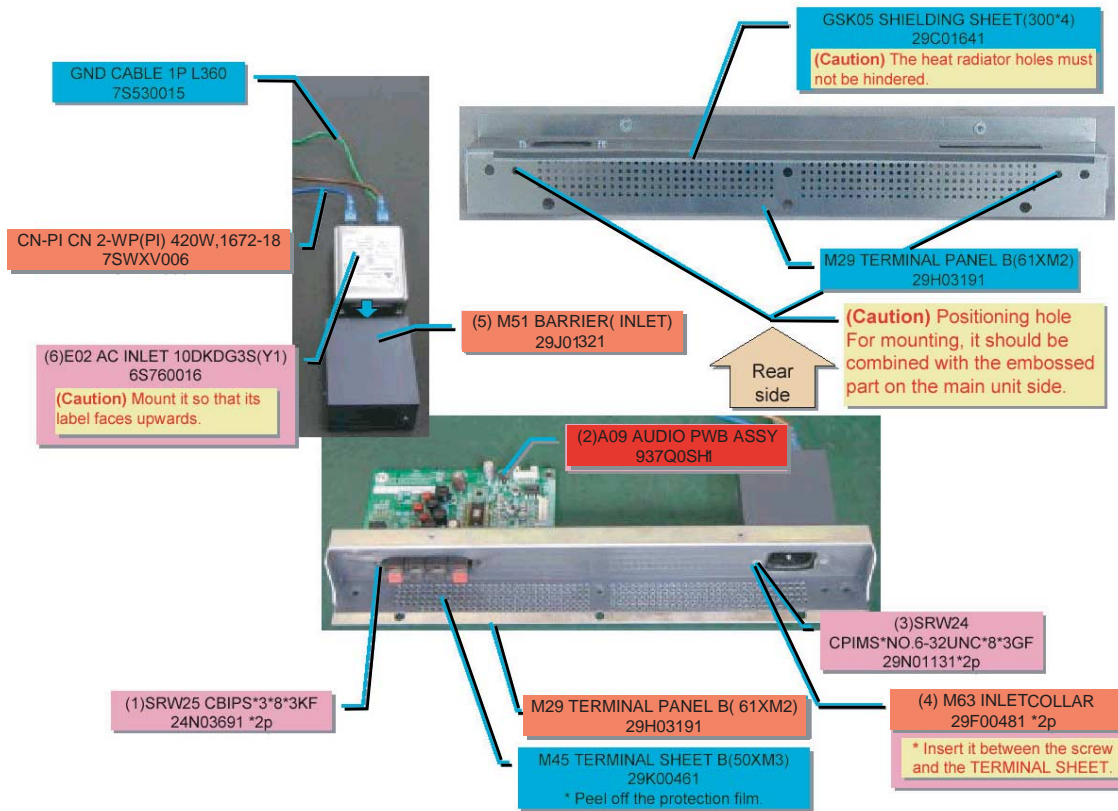 GSK05 SHIELDING SHEET(300*4)
29C01641
(Caution) The heat radiator holes must
not be hindered.
GND CABLE 1P L360
7S530015
CN-PI CN 2-WP(PI) 420W,1672-18
7SWXV006
M29 TERMINAL PANEL B(61XM2)
29H03191
(5) M51 BARRIER( INLET)
29J01321
(Caution) Positioning hole
For mounting, it should be
combined with the embossed
part on the main unit side.
(6)E02 AC INLET 10DKDG3S(Y1)
6S760016
(Caution) Mount it so that its
label faces upwards.
Rear
side
(2)A09 AUDIO PWB ASSY
937Q0SH1
(3)SRW24
CPIMS*NO.6-32UNC*8*3GF
29N01131*2p
(1)SRW25 CBIPS*3*8*3KF
24N03691 *2p
M29 TERMINAL PANEL B( 61XM2)
29H03191
(4) M63 INLETCOLLAR
29F00481 *2p
* Insert it between the screw
and the TERMINAL SHEET.
M45 TERMINAL SHEET B(50XM3)
29K00461
* Peel off the protection film.